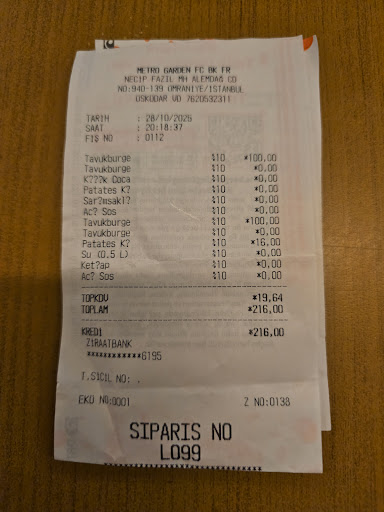 METRO GARDEN FC BK FR
NECIP FAZIL MH ALEMDAG CD
NO:940-139 ÜMRANIYE/ISTANBUL
ÜSKÜDAR VD 7620532311
TARIH : 28/10/2025
SAAT : 20:18:37
FIS NO : 0112
Tavukburge %10 *100,00
Tavukburge %10 *0,00
K???k Coca %10 *0,00
Patates K? %10 *0,00
Sar?msakl? %10 *0,00
Ac? Sos %10 *0,00
Tavukburge %10 *100,00
Tavukburge %10 *0,00
Patates K? %10 *16,00
Su (0.5 L) %10 *0,00
Ket?ap %10 *0,00
Ac? Sos %10 *0,00
TOPKDV *19,64
TOPLAM *216,00
KREDI *216,00
ZIRAATBANK
************6195
T.SICIL NO: .
EKÜ NO:0001 Z NO:0138
SIPARIS NO
L099